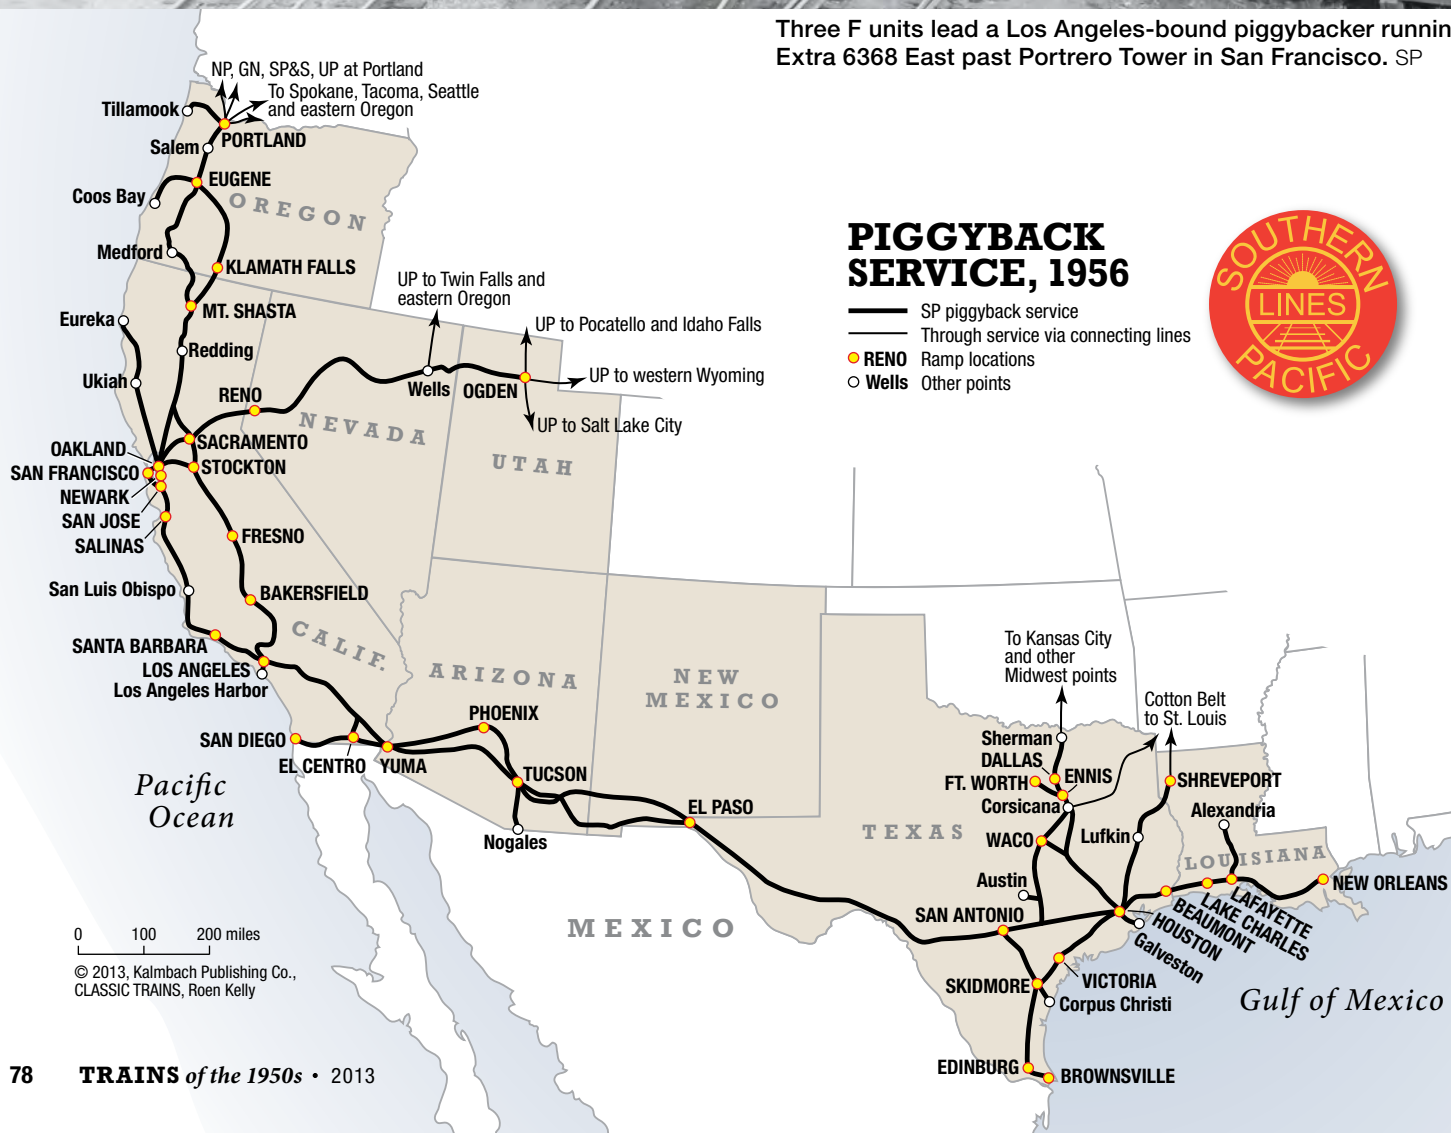 Three F units lead a Los Angeles-bound piggybacker runnin
Extra 6368 East past Portrero Tower in San Francisco. SP
NP, GN, SP&S, UP at Portland
To Spokane, Tacoma, Seattle
and eastern Oregon
Tillamook
PORTLAND
Salem
EUGENE
Coos Bay
OREGON
Medford
KLAMATH FALLS
MT. SHASTA
Eureka
Redding
Ukiah
UP to Twin Falls and
eastern Oregon
UP to Pocatello and Idaho Falls
UP to western Wyoming
UP to Salt Lake City
Wells
OGDEN
RENO
NEVADA
UTAH
SACRAMENTO
OAKLAND
STOCKTON
SAN FRANCISCO
NEWARK
SAN JOSE
SALINAS
FRESNO
San Luis Obispo
BAKERSFIELD
CALIF.
SANTA BARBARA
LOS ANGELES
Los Angeles Harbor
ARIZONA
NEW
MEXICO
PHOENIX
SAN DIEGO
EL CENTRO
YUMA
TUCSON
Nogales
EL PASO
Pacific
Ocean
PIGGYBACK
SERVICE, 1956
SP piggyback service
Through service via connecting lines
RENO Ramp locations
Wells Other points
SOUTHERN
LINES
PACIFIC
To Kansas City
and other
Midwest points
Cotton Belt
to St. Louis
Sherman
DALLAS
ENNIS
FT. WORTH
Corsicana
SHREVEPORT
Alexandria
TEXAS
WACO
Lufkin
LOUISIANA
Austin
NEW ORLEANS
SAN ANTONIO
LAFAYETTE
LAKE CHARLES
BEAUMONT
HOUSTON
Galveston
MEXICO
VICTORIA
SKIDMORE
Corpus Christi
Gulf of Mexico
EDINBURG
BROWNSVILLE
0 100 200 miles
© 2013, Kalmbach Publishing Co.,
CLASSIC TRAINS, Roen Kelly
78 TRAINS of the 1950s • 2013